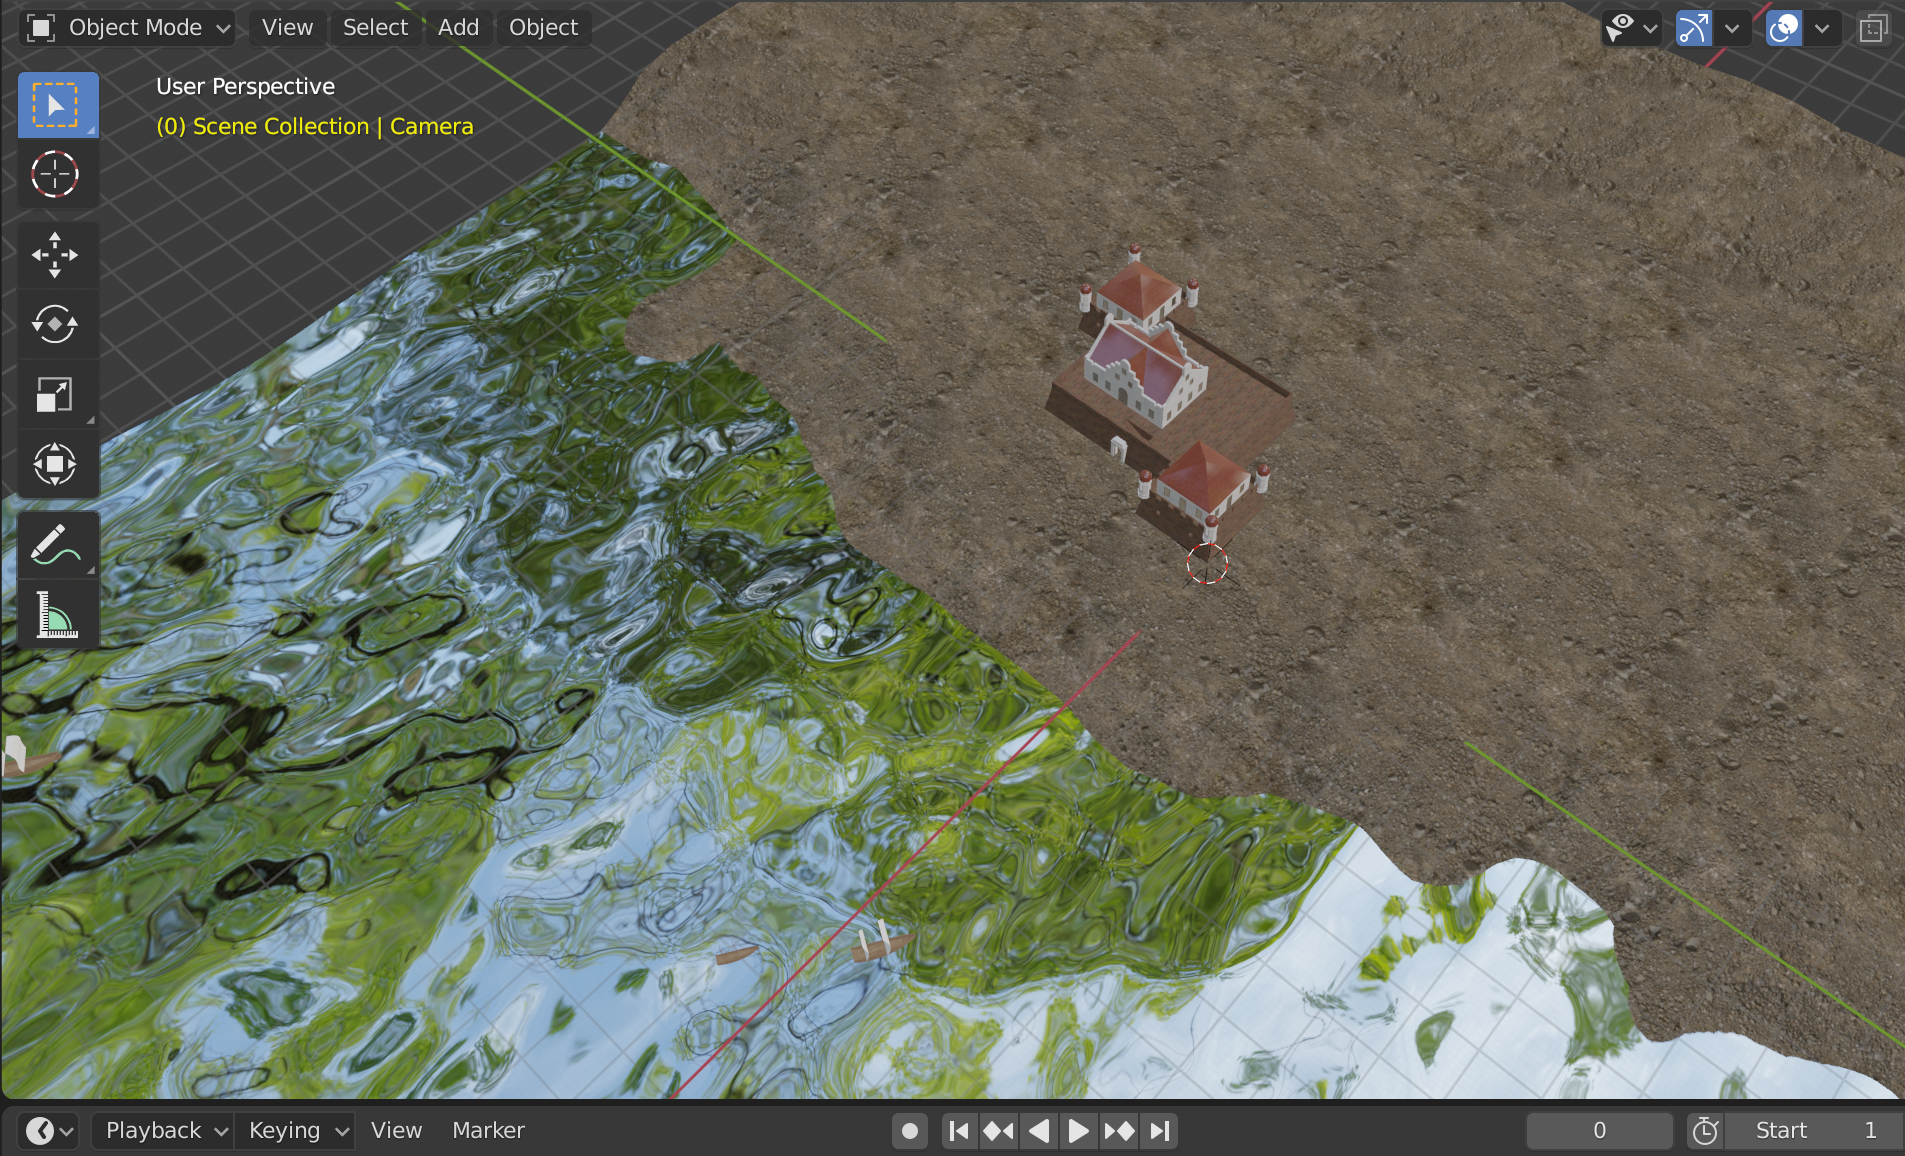 Object Mode View Select Add Object
User Perspective
(0) Scene Collection | Camera
Playback Keying View Marker 0 Start 1